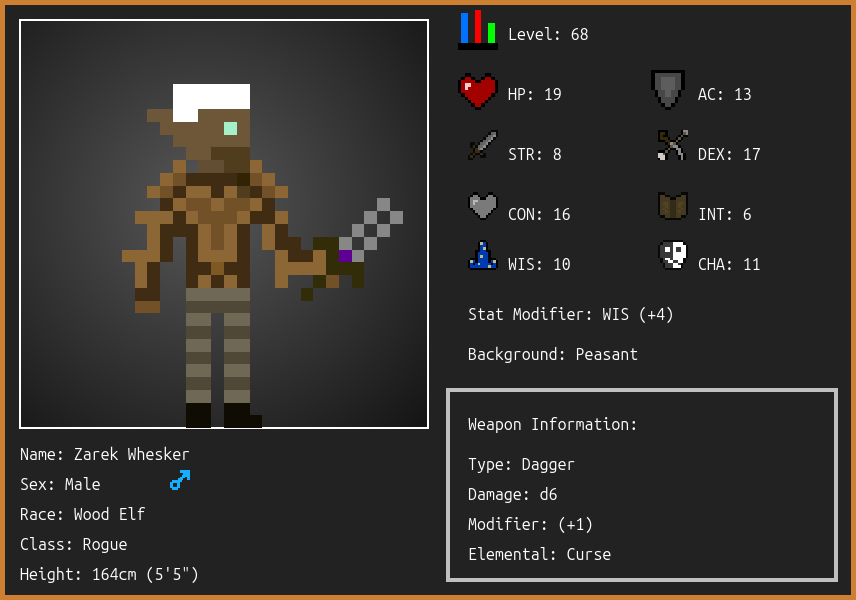 Level: 68
HP: 19
AC: 13
STR: 8
DEX: 17
CON: 16
INT: 6
WIS: 10
CHA: 11
Stat Modifier: WIS (+4)
Background: Peasant
Weapon Information:
Type: Dagger
Damage: d6
Modifier: (+1)
Elemental: Curse
Name: Zarek Whesker
Sex: Male
Race: Wood Elf
Class: Rogue
Height: 164cm (5'5")